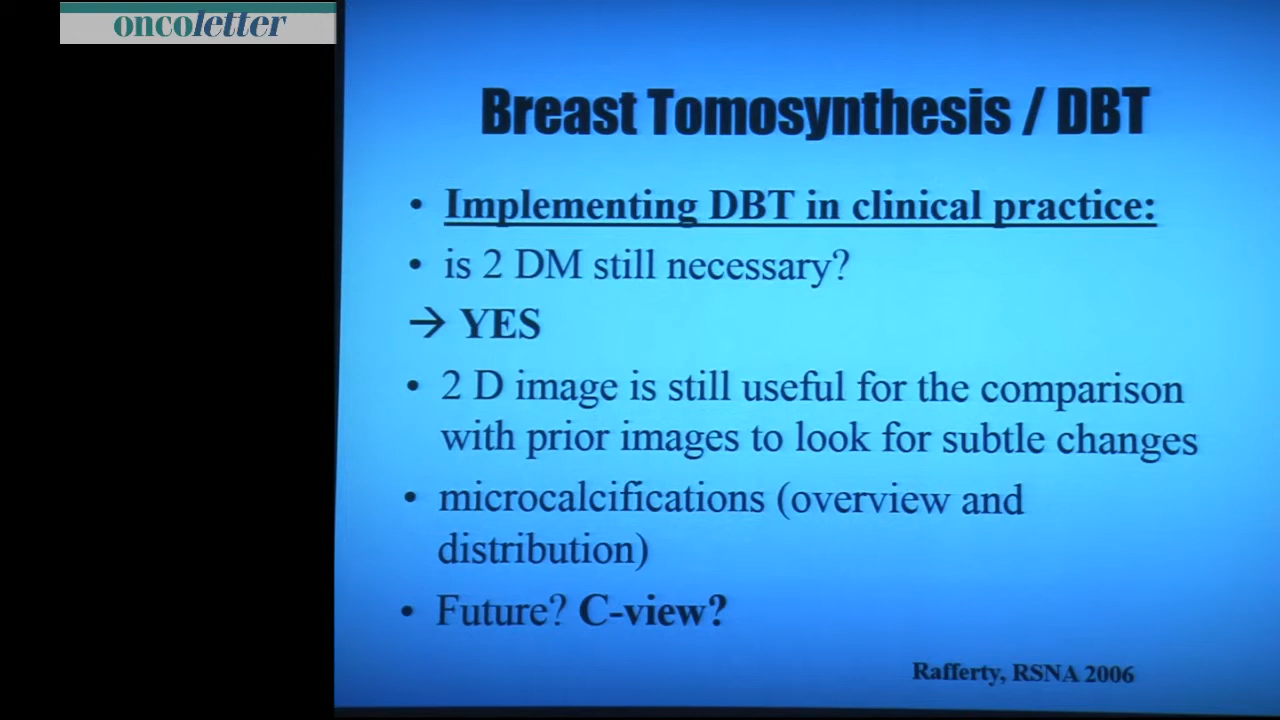 oncoletter
Breast Tomosynthesis / DBT
• Implementing DBT in clinical practice:
• is 2 DM still necessary?
→ YES
• 2 D image is still useful for the comparison
with prior images to look for subtle changes
• microcalcifications (overview and
distribution)
• Future? C-view?
Rafferty, RSNA 2006